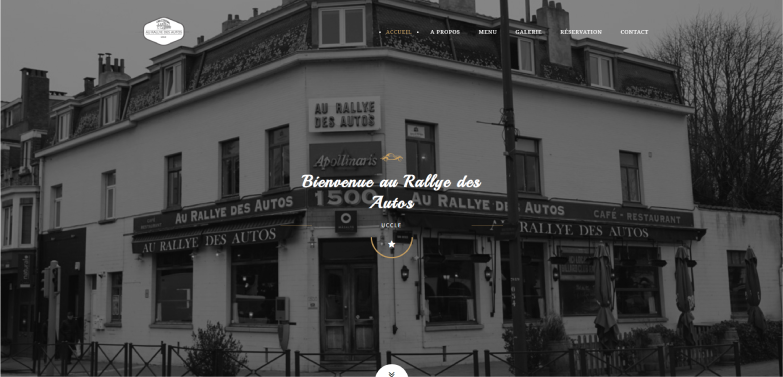 AU RALLYE DES AUTOS
ACCUEIL
A PROPOS
MENU
GALERIE
RÉSERVATION
CONTACT
AU RALLYE
DES AUTOS
Apollinaris
Bienvenue au Rallye des
Autos
1500
AU RALLYE DES AUTOS
AU RALLYE DES AUTOS
CAFÉ - RESTAURANT
UCCLE
AU RALLYE DES AUTOS
RALLYE DES AUTOS